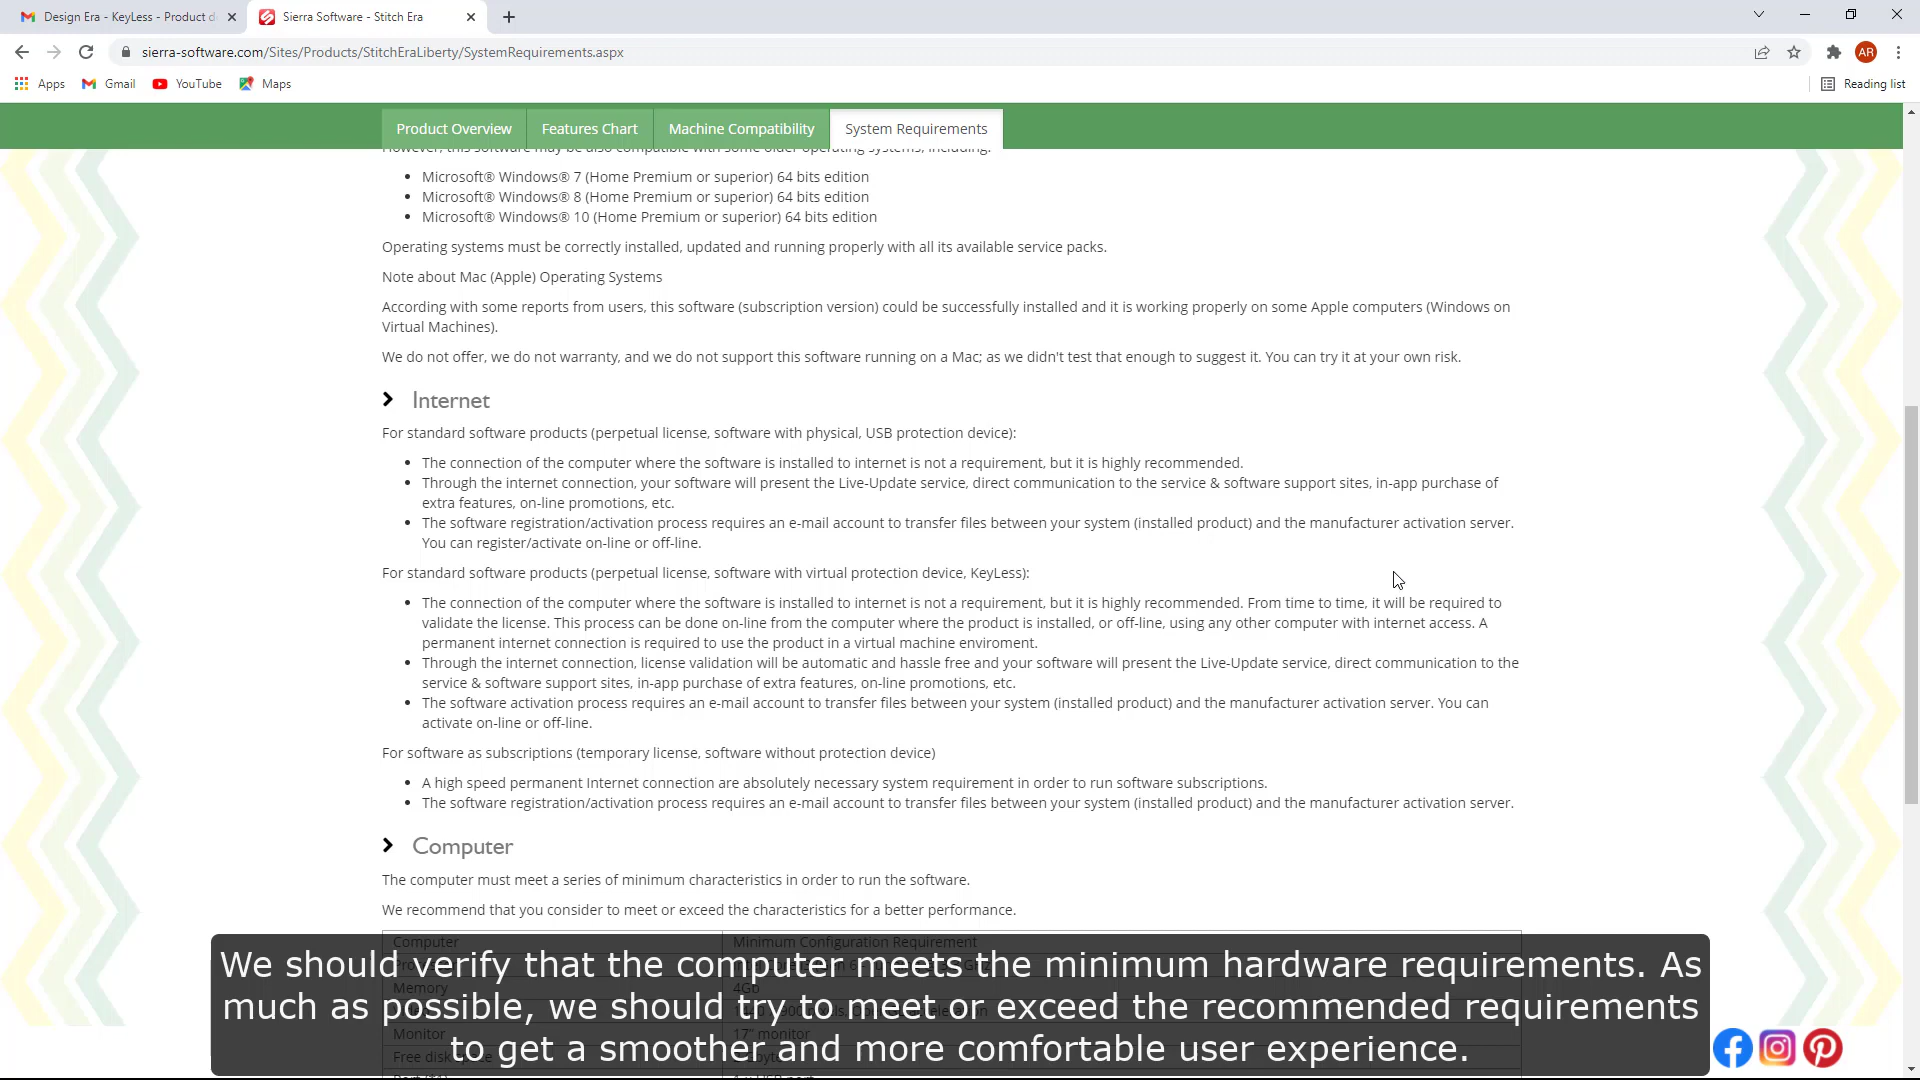 Design Era - KeyLess - Product d
Sierra Software - Stitch Era
sierra-software.com/Sites/Products/StitchEraLiberty/SystemRequirements.aspx
AR
Apps
Gmail
YouTube
Maps
Reading list
Product Overview
Features Chart
Machine Compatibility
System Requirements
However, this software may be also compatible with some older operating systems, including:
• Microsoft® Windows® 7 (Home Premium or superior) 64 bits edition
• Microsoft® Windows® 8 (Home Premium or superior) 64 bits edition
• Microsoft® Windows® 10 (Home Premium or superior) 64 bits edition
Operating systems must be correctly installed, updated and running properly with all its available service packs.
Note about Mac (Apple) Operating Systems
According with some reports from users, this software (subscription version) could be successfully installed and it is working properly on some Apple computers (Windows on
Virtual Machines).
We do not offer, we do not warranty, and we do not support this software running on a Mac; as we didn't test that enough to suggest it. You can try it at your own risk.
Internet
For standard software products (perpetual license, software with physical, USB protection device):
• The connection of the computer where the software is installed to internet is not a requirement, but it is highly recommended.
• Through the internet connection, your software will present the Live-Update service, direct communication to the service & software support sites, in-app purchase of
extra features, on-line promotions, etc.
• The software registration/activation process requires an e-mail account to transfer files between your system (installed product) and the manufacturer activation server.
You can register/activate on-line or off-line.
For standard software products (perpetual license, software with virtual protection device, KeyLess):
• The connection of the computer where the software is installed to internet is not a requirement, but it is highly recommended. From time to time, it will be required to
validate the license. This process can be done on-line from the computer where the product is installed, or off-line, using any other computer with internet access. A
permanent internet connection is required to use the product in a virtual machine enviroment.
• Through the internet connection, license validation will be automatic and hassle free and your software will present the Live-Update service, direct communication to the
service & software support sites, in-app purchase of extra features, on-line promotions, etc.
• The software activation process requires an e-mail account to transfer files between your system (installed product) and the manufacturer activation server. You can
activate on-line or off-line.
For software as subscriptions (temporary license, software without protection device)
• A high speed permanent Internet connection are absolutely necessary system requirement in order to run software subscriptions.
• The software registration/activation process requires an e-mail account to transfer files between your system (installed product) and the manufacturer activation server.
Computer
The computer must meet a series of minimum characteristics in order to run the software.
We recommend that you consider to meet or exceed the characteristics for a better performance.
Computer Minimum Configuration Requirement
Memory 4Gb
Monitor 17" monitor
Free disk
We should verify that the computer meets the minimum hardware requirements. As
much as possible, we should try to meet or exceed the recommended requirements
to get a smoother and more comfortable user experience.